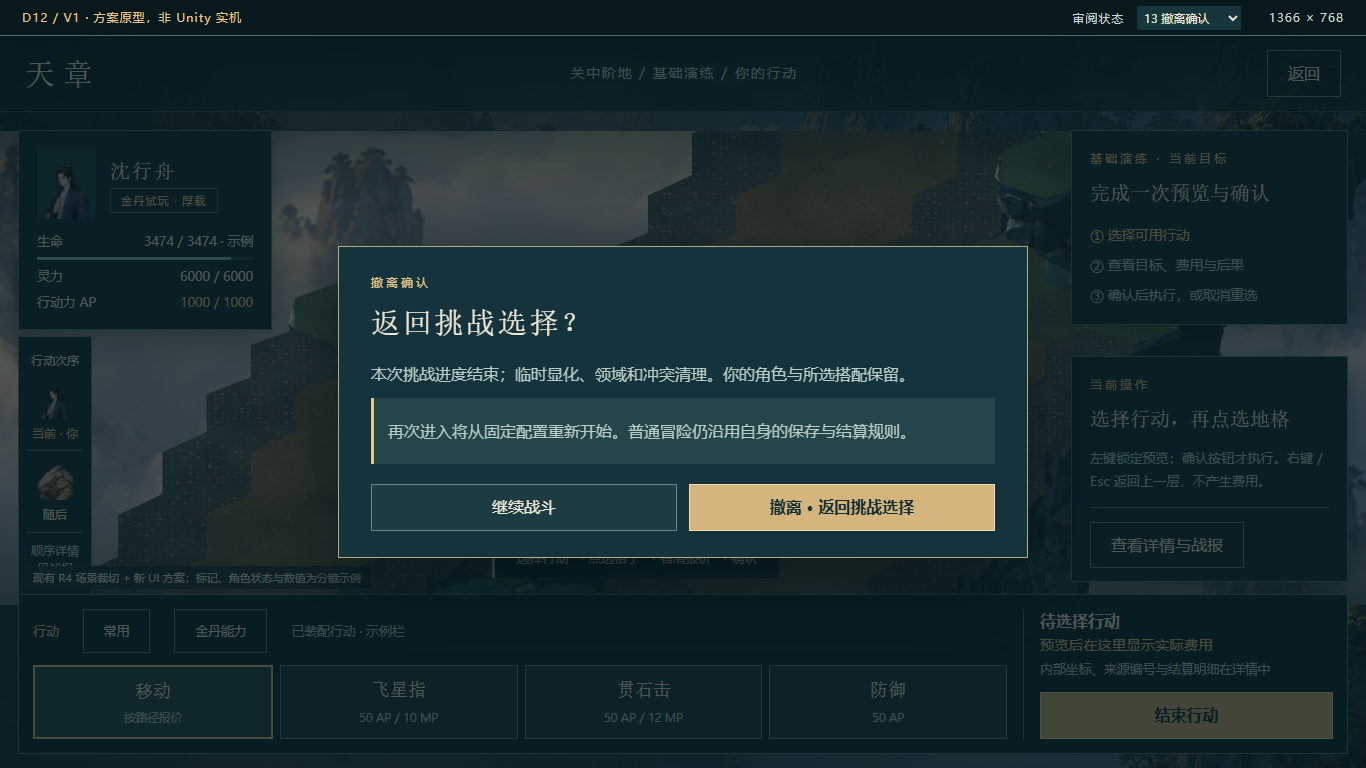 D12 / V1 · 方案原型，非 Unity 实机
审阅状态
13 撤离确认
1366 × 768
天章
关中阶地 / 基础演练 / 你的行动
返回
沈行舟
金丹试玩 · 厚载
生命 3474 / 3474 · 示例
灵力 6000 / 6000
行动力 AP 1000 / 1000
行动次序
当前 · 你
随后
顺序详情
现有 R4 场景裁切 + 新 UI 方案；标记、角色状态与数值为分镜示例
撤离确认
返回挑战选择？
本次挑战进度结束；临时显化、领域和冲突清理。你的角色与所选搭配保留。
再次进入将从固定配置重新开始。普通冒险仍沿用自身的保存与结算规则。
继续战斗
撤离 • 返回挑战选择
基础演练 · 当前目标
完成一次预览与确认
① 选择可用行动
② 查看目标、费用与后果
③ 确认后执行，或取消重选
当前操作
选择行动，再点选地格
左键锁定预览；确认按钮才执行。右键 /
Esc 返回上一层，不产生费用。
查看详情与战报
行动
常用
金丹能力
已装配行动 · 示例栏
移动
按路径报价
飞星指
50 AP / 10 MP
贯石击
50 AP / 12 MP
防御
50 AP
待选择行动
预览后在这里显示实际费用
内部坐标、来源编号与结算明细在详情中
结束行动